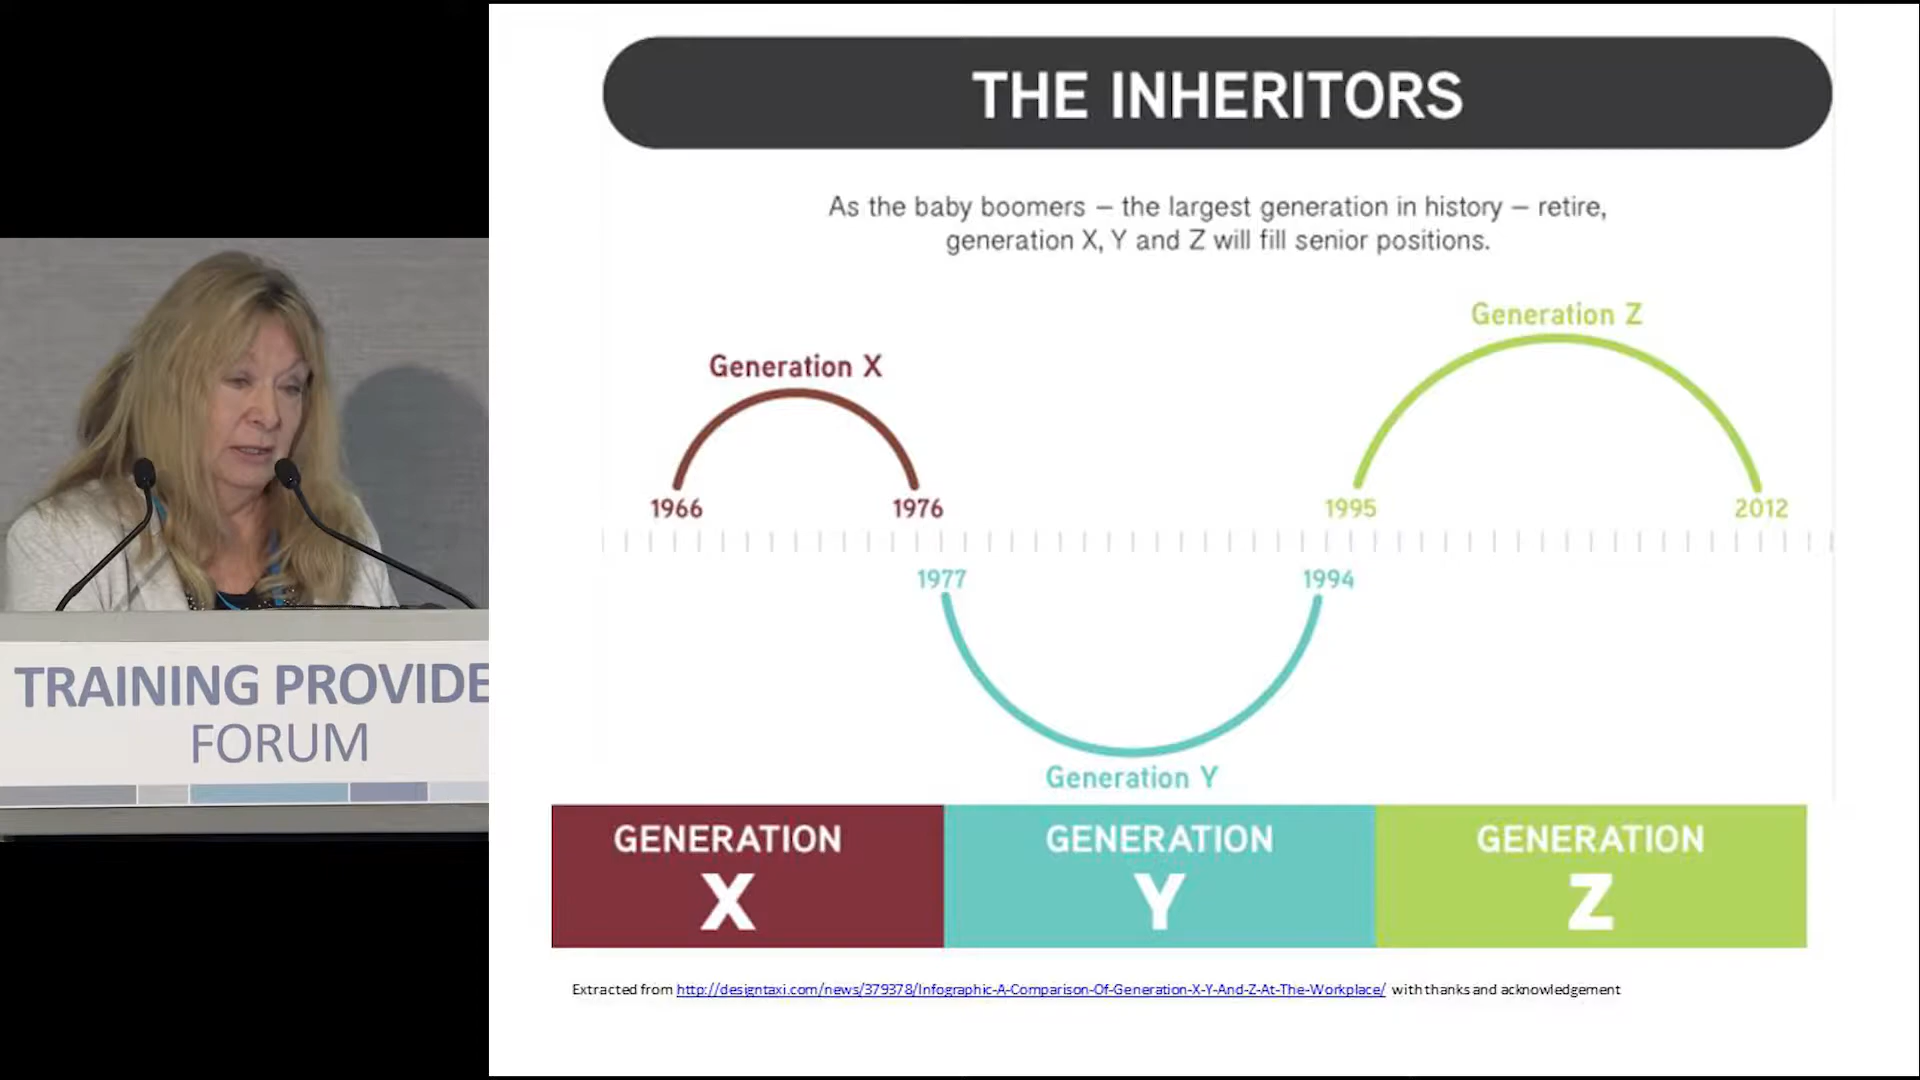 THE INHERITORS
As the baby boomers – the largest generation in history – retire,
generation X, Y and Z will fill senior positions.
Generation Z
Generation X
1966
1976
1995
2012
1977
1994
Generation Y
GENERATION
X
GENERATION
Y
GENERATION
Z
Extracted from http://designtaxi.com/news/379378/Infographic-A-Comparison-Of-Generation-X-Y-And-Z-At-The-Workplace/ with thanks and acknowledgement
TRAINING PROVIDE
FORUM